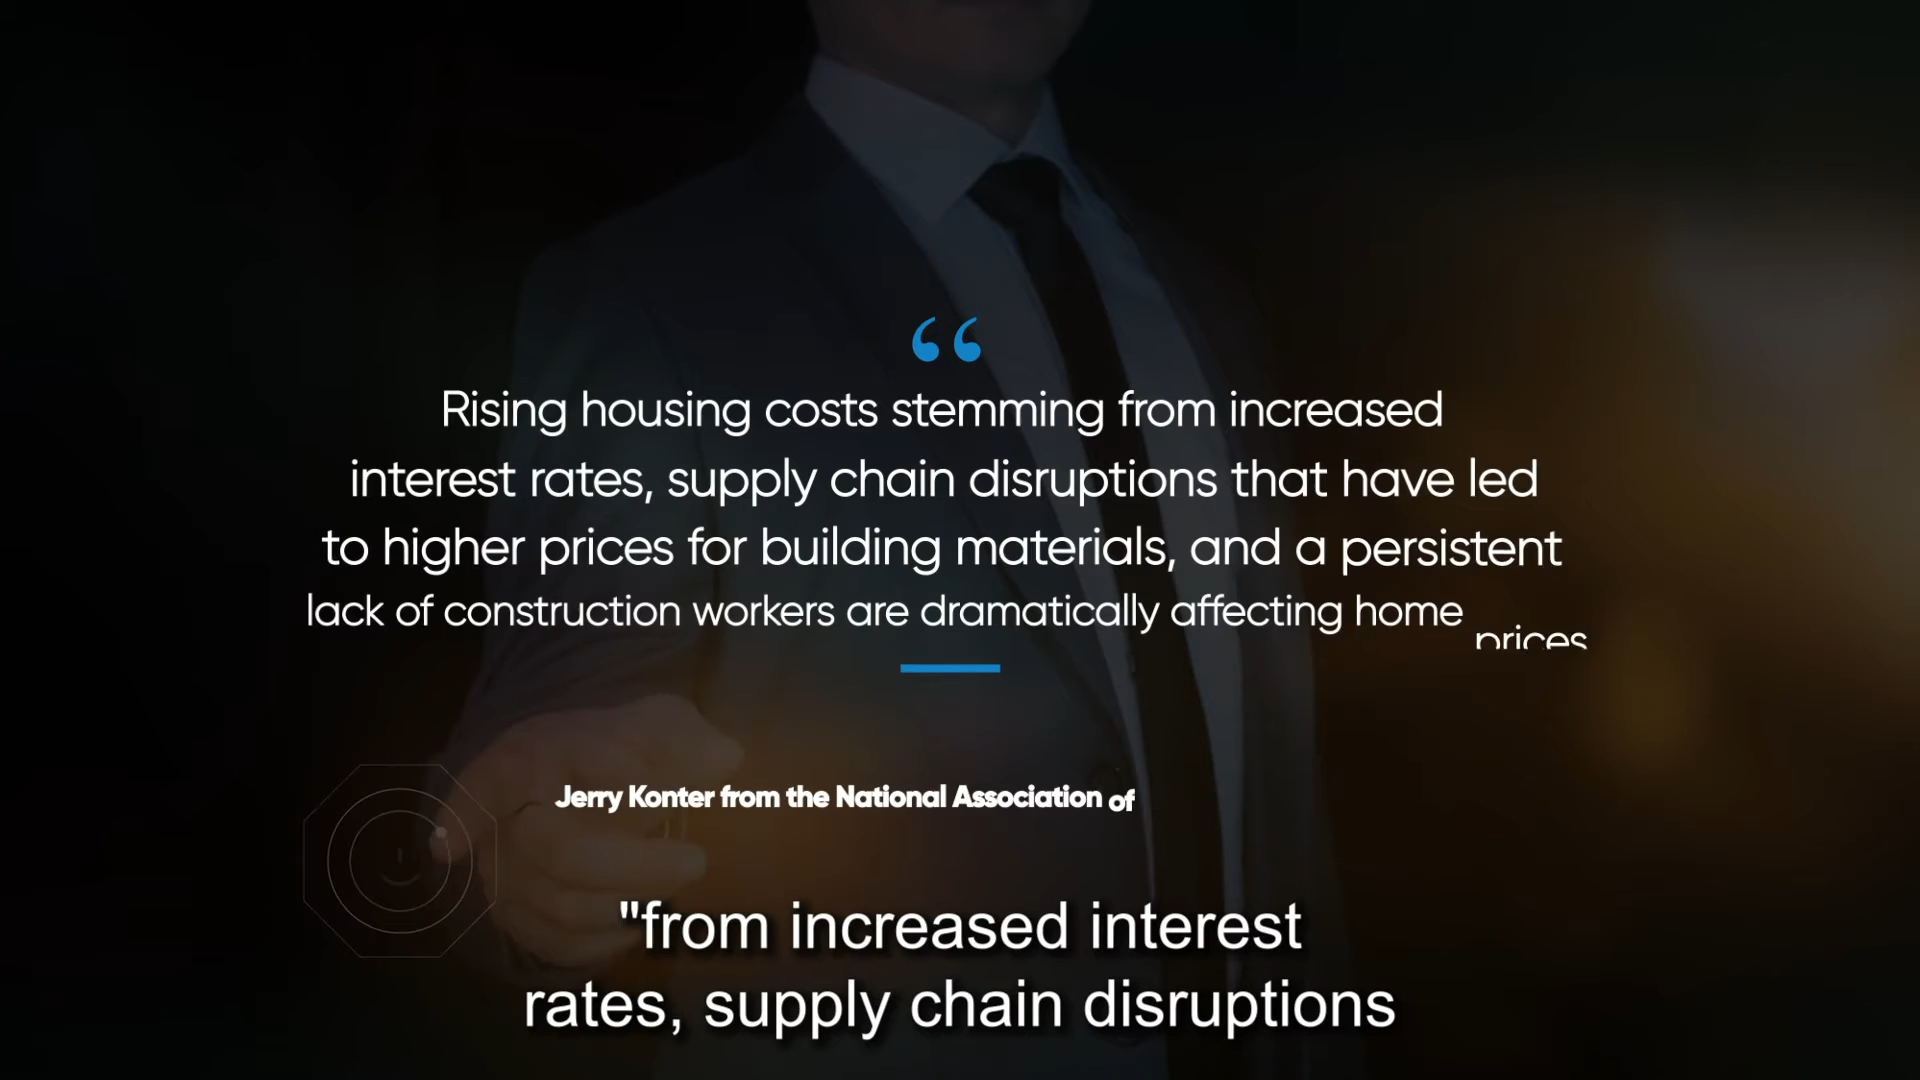 “
Rising housing costs stemming from increased
interest rates, supply chain disruptions that have led
to higher prices for building materials, and a persistent
lack of construction workers are dramatically affecting home prices
Jerry Konter from the National Association of
"from increased interest
rates, supply chain disruptions